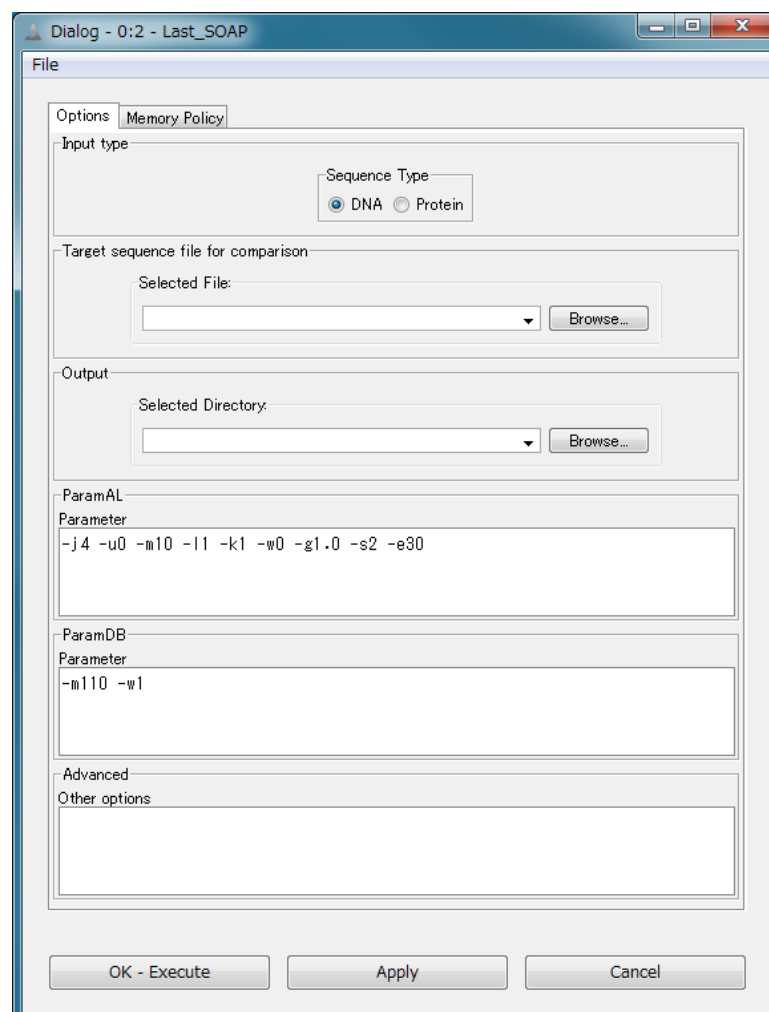 Dialog - 0:2 - Last_SOAP
File
Options Memory Policy
Input type
Sequence Type
DNA Protein
Target sequence file for comparison
Selected File:
Browse...
Output
Selected Directory:
Browse...
ParamAL
Parameter
-j4 -u0 -m10 -l1 -k1 -w0 -g1.0 -s2 -e30
ParamDB
Parameter
-m110 -w1
Advanced
Other options
OK - Execute Apply Cancel